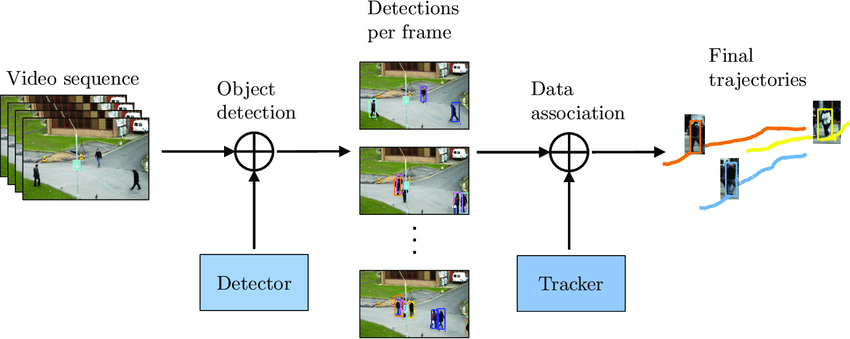 Video sequence
Object
detection
Detector
Detections
per frame
Data
association
Tracker
Final
trajectories